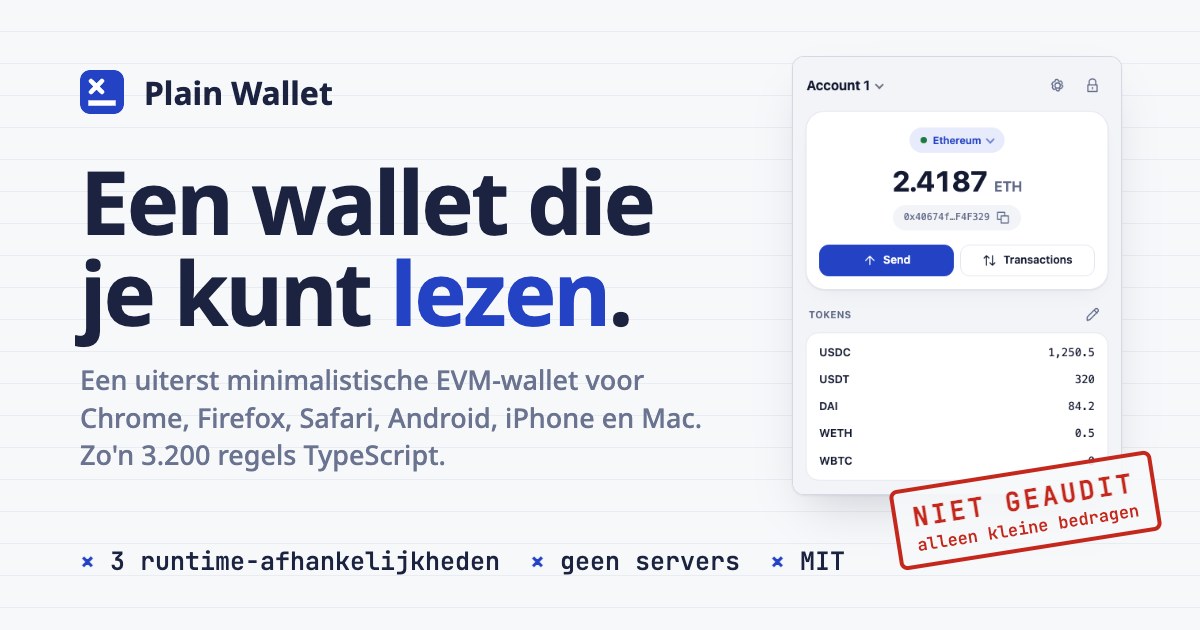 Plain Wallet
Een wallet die
je kunt lezen.
Een uiterst minimalistische EVM-wallet voor
Chrome, Firefox, Safari, Android, iPhone en Mac.
Zo'n 3.200 regels TypeScript.
× 3 runtime-afhankelijkheden × geen servers × MIT
Account 1
Ethereum
2.4187 ETH
0x40674f…F4F329
Send
Transactions
TOKENS
USDC 1,250.5
USDT 320
DAI 84.2
WETH 0.5
WBTC
NIET GEAUDIT
alleen kleine bedragen